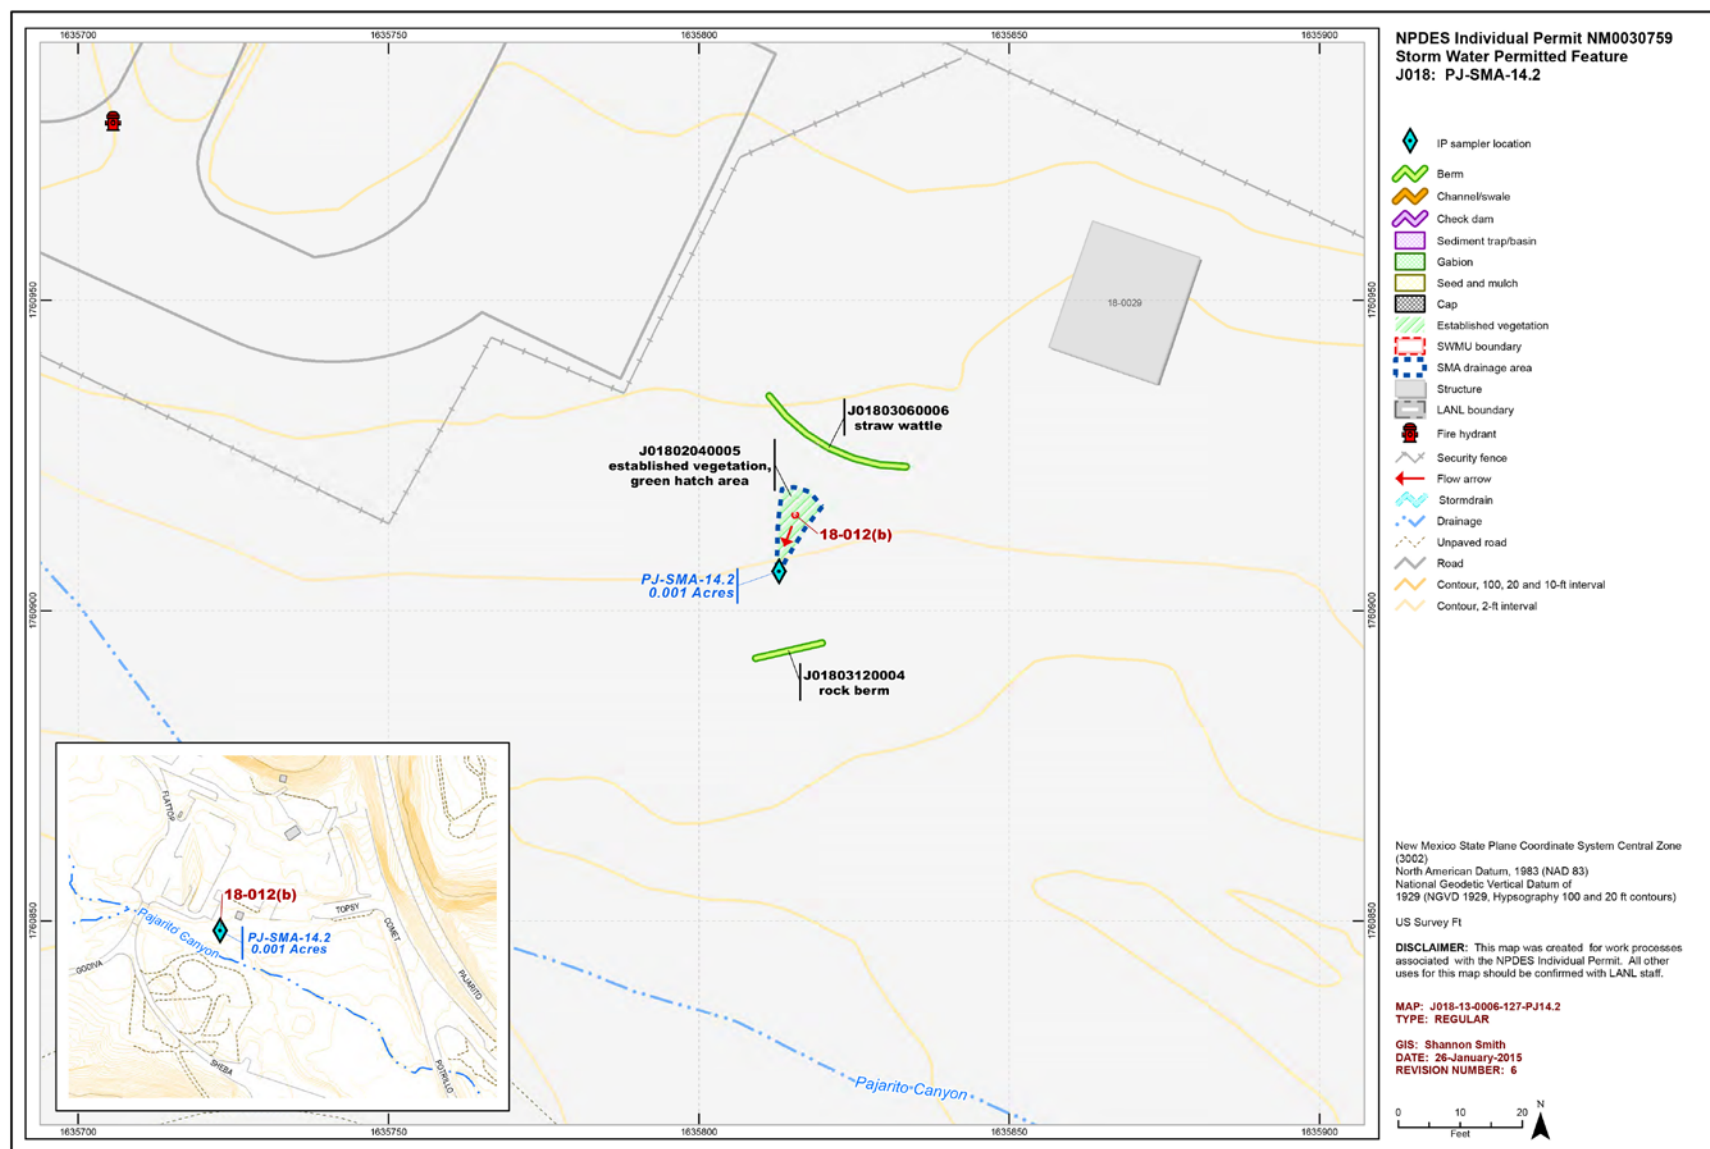 NPDES Individual Permit NM0030759
Storm Water Permitted Feature
J018: PJ-SMA-14.2
1635700
1635750
1635800
1635850
1635900
1760950
1760950
18-0029
J01803060006
straw wattle
J01802040005
established vegetation,
green hatch area
18-012(b)
PJ-SMA-14.2
0.001 Acres
1760900
1760900
J01803120004
rock berm
1760850
1760850
Pajarito Canyon
1635700
1635750
1635800
1635850
1635900
FLATTOP
18-012(b)
TOPSY
COMET
Pajarito Canyon
PJ-SMA-14.2
0.001 Acres
GODIVA
PAJARITO
SHEBA
POTRILLO
IP sampler location
Berm
Channel/swale
Check dam
Sediment trap/basin
Gabion
Seed and mulch
Cap
Established vegetation
SWMU boundary
SMA drainage area
Structure
LANL boundary
Fire hydrant
Security fence
Flow arrow
Stormdrain
Drainage
Unpaved road
Road
Contour, 100, 20 and 10-ft interval
Contour, 2-ft interval
New Mexico State Plane Coordinate System Central Zone
(3002)
North American Datum, 1983 (NAD 83)
National Geodetic Vertical Datum of
1929 (NGVD 1929, Hypsography 100 and 20 ft contours)
US Survey Ft
DISCLAIMER: This map was created for work processes
associated with the NPDES Individual Permit. All other
uses for this map should be confirmed with LANL staff.
MAP: J018-13-0006-127-PJ14.2
TYPE: REGULAR
GIS: Shannon Smith
DATE: 26-January-2015
REVISION NUMBER: 6
0 10 20
Feet
N